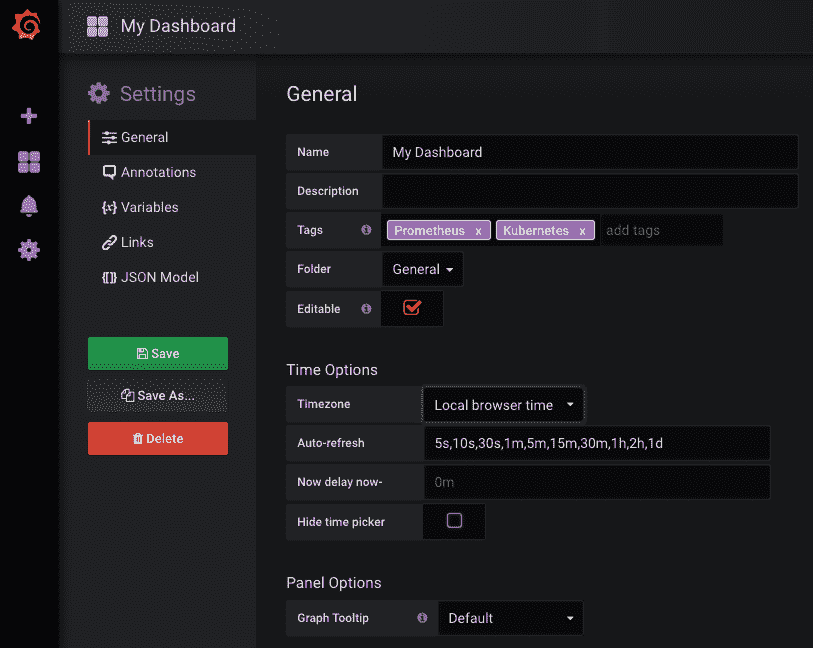 My Dashboard
Settings
General
Annotations
Variables
Links
JSON Model
Save
Save As...
Delete
General
Name My Dashboard
Description
Tags Prometheus x Kubernetes x add tags
Folder General
Editable
Time Options
Timezone Local browser time
Auto-refresh 5s,10s,30s,1m,5m,15m,30m,1h,2h,1d
Now delay now- 0m
Hide time picker
Panel Options
Graph Tooltip Default